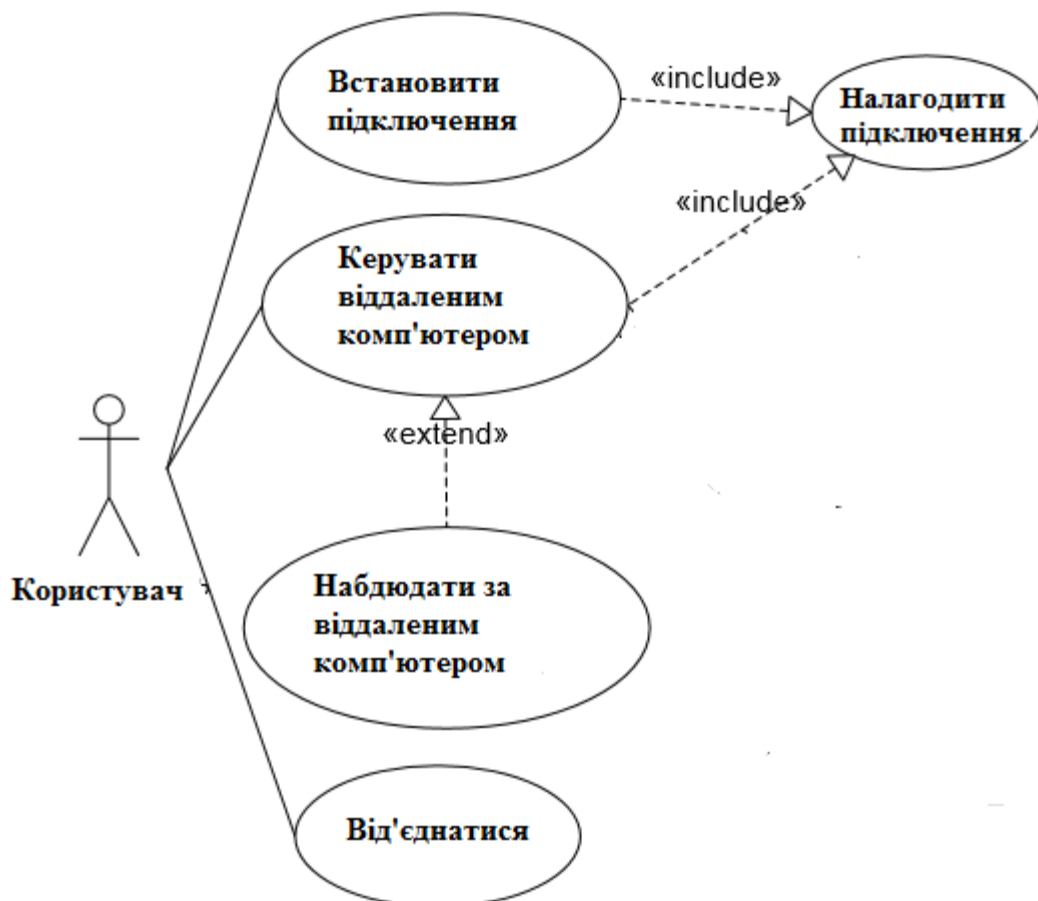 Встановити
підключення
«include»
Налагодити
підключення
«include»
Керувати
віддаленим
комп'ютером
«extend»
Користувач
Набдюдати за
віддаленим
комп'ютером
Від'єднатися